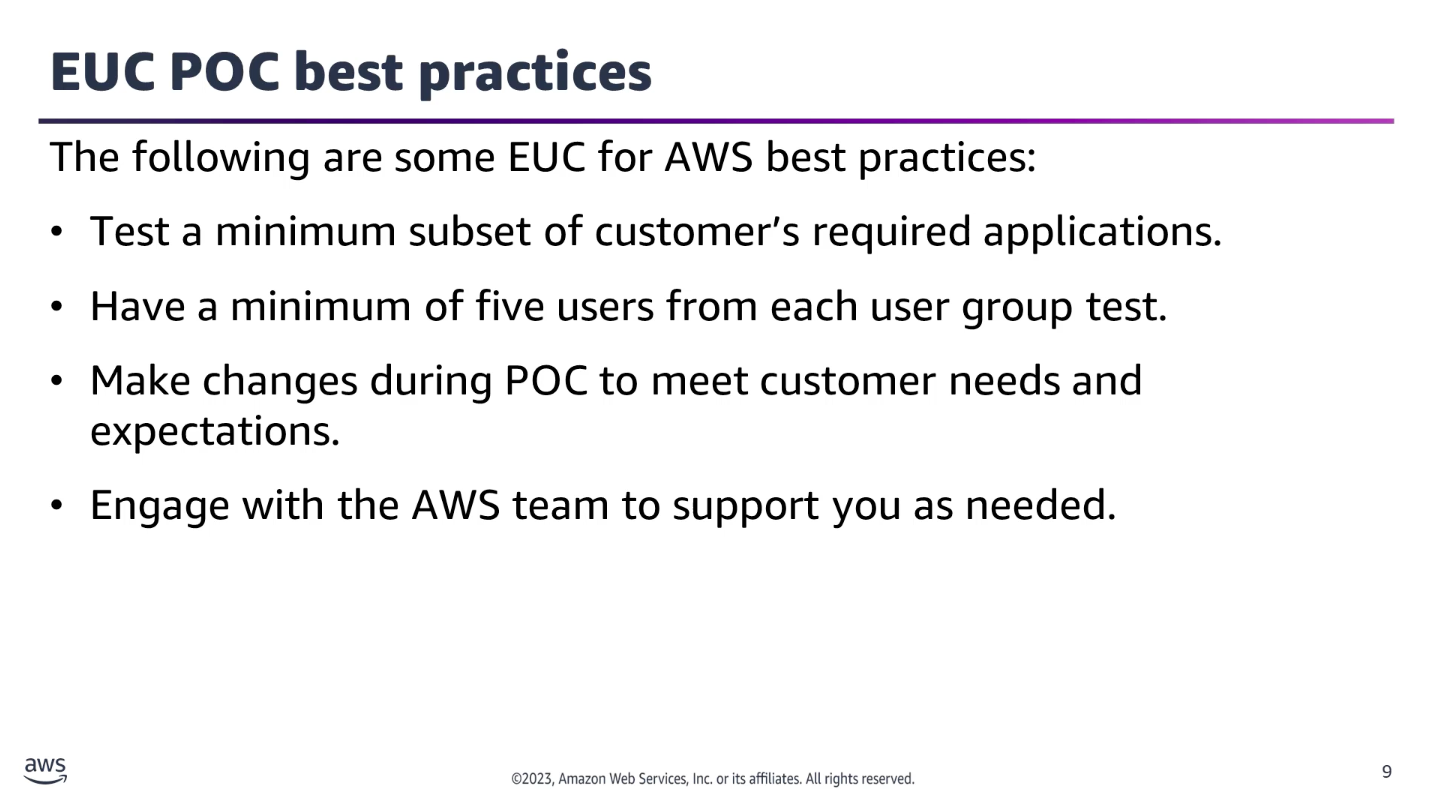 EUC POC best practices
The following are some EUC for AWS best practices:
• Test a minimum subset of customer’s required applications.
• Have a minimum of five users from each user group test.
• Make changes during POC to meet customer needs and
expectations.
• Engage with the AWS team to support you as needed.
aws
©2023, Amazon Web Services, Inc. or its affiliates. All rights reserved.
9